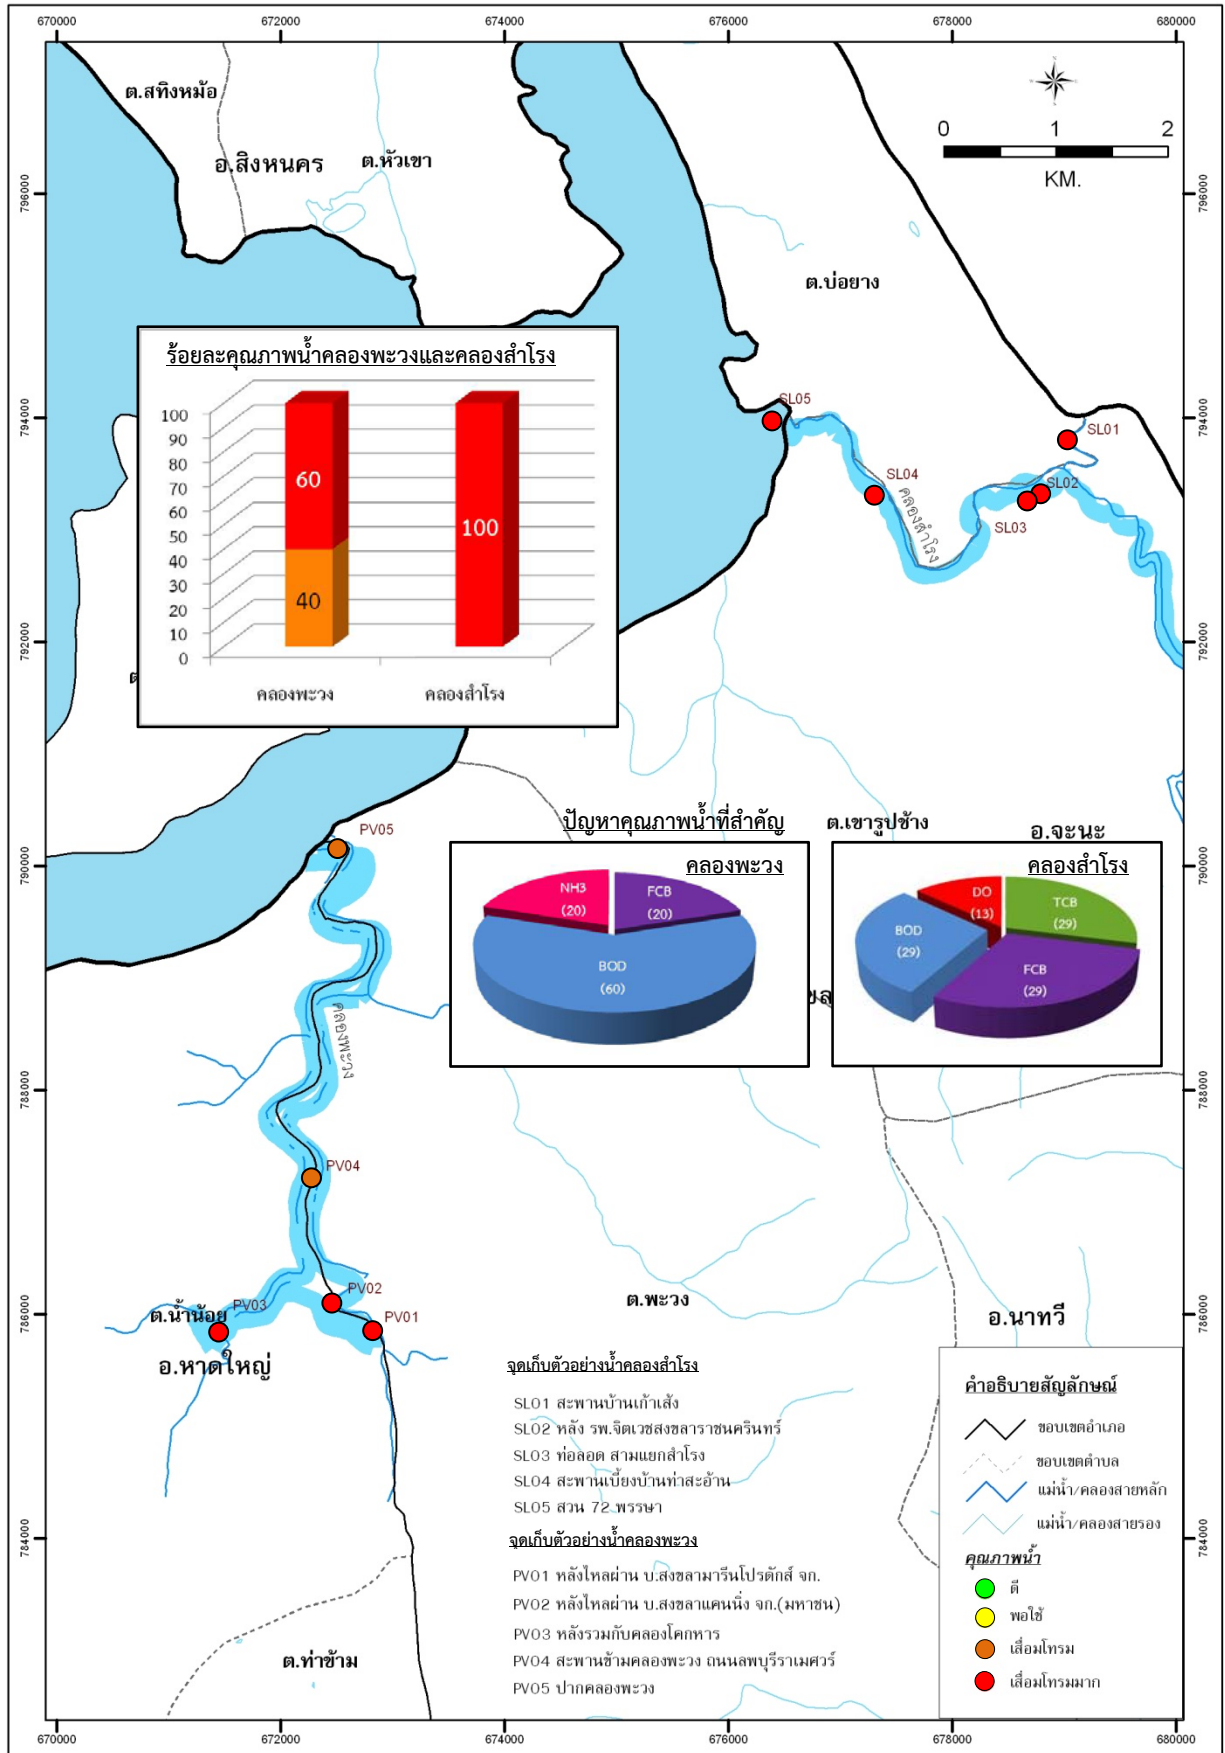 670000 672000 674000 676000 678000 680000
ต.สทิงหม้อ
อ.สิงหนคร
ต.หัวเขา
0 1 2
KM.
796000
796000
ต.บ่อยาง
ร้อยละคุณภาพน้ำคลองพะวงและคลองสำโรง
100
90
80
70
60
50
40
30
20
10
0
60
40
100
คลองพะวง
คลองสำโรง
794000
794000
SL05
SL01
SL04
SL02
SL03
คลองสำโรง
792000
792000
PV05
ปัญหาคุณภาพน้ำที่สำคัญ
ต.เขารูปช้าง
อ.จะนะ
790000
790000
คลองพะวง
NH3
(20)
FCB
(20)
BOD
(60)
คลองสำโรง
DO
(13)
TCB
(29)
BOD
(29)
FCB
(29)
คลองพะวง
788000
788000
PV04
PV02
PV03
PV01
ต.น้ำน้อย
อ.หาดใหญ่
ต.พะวง
อ.นาทวี
786000
786000
จุดเก็บตัวอย่างน้ำคลองสำโรง
SL01 สะพานบ้านเก้าเส้ง
SL02 หลัง รพ.จิตเวชสงขลาราชนครินทร์
SL03 ท่อลอด สามแยกสำโรง
SL04 สะพานเบี้ยงบ้านท่าสะอ้าน
SL05 สวน 72 พรรษา
จุดเก็บตัวอย่างน้ำคลองพะวง
PV01 หลังไหลผ่าน บ.สงขลามารีนโปรดักส์ จก.
PV02 หลังไหลผ่าน บ.สงขลาแคนนิ่ง จก.(มหาชน)
PV03 หลังรวมกับคลองโคกหาร
PV04 สะพานข้ามคลองพะวง ถนนลพบุรีราเมศวร์
PV05 ปากคลองพะวง
คำอธิบายสัญลักษณ์
ขอบเขตอำเภอ
ขอบเขตตำบล
แม่น้ำ/คลองสายหลัก
แม่น้ำ/คลองสายรอง
คุณภาพน้ำ
ดี
พอใช้
เสื่อมโทรม
เสื่อมโทรมมาก
784000
784000
ต.ท่าข้าม
670000 672000 674000 676000 678000 680000